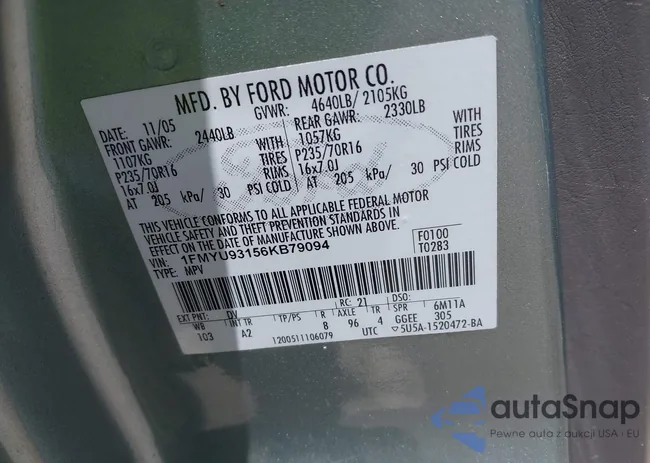 MFD. BY FORD MOTOR CO.
DATE: 11/05 GVWR: 4640LB/ 2105KG
FRONT GAWR: 2440LB REAR GAWR: 2330LB
1107KG WITH 1057KG WITH
P235/70R16 TIRES P235/70R16 TIRES
16x7.0J RIMS 16x7.0J RIMS
AT 205 kPa/ 30 PSI COLD AT 205 kPa/ 30 PSI COLD
THIS VEHICLE CONFORMS TO ALL APPLICABLE FEDERAL MOTOR
VEHICLE SAFETY AND THEFT PREVENTION STANDARDS IN
EFFECT ON THE DATE OF MANUFACTURE SHOWN ABOVE.
VIN: 1FMYU93156KB79094 F0100
TYPE: MPV T0283
EXT PNT: DV RC: 21 DSO:
WB INT TR TP/PS R AXLE TR SPR 6M11A
103 A2 8 96 4 GGEE 305
1200511106079 UTC ▽5U5A-1520472-BA
autaSnap
Pewne auta z aukcji USA i EU